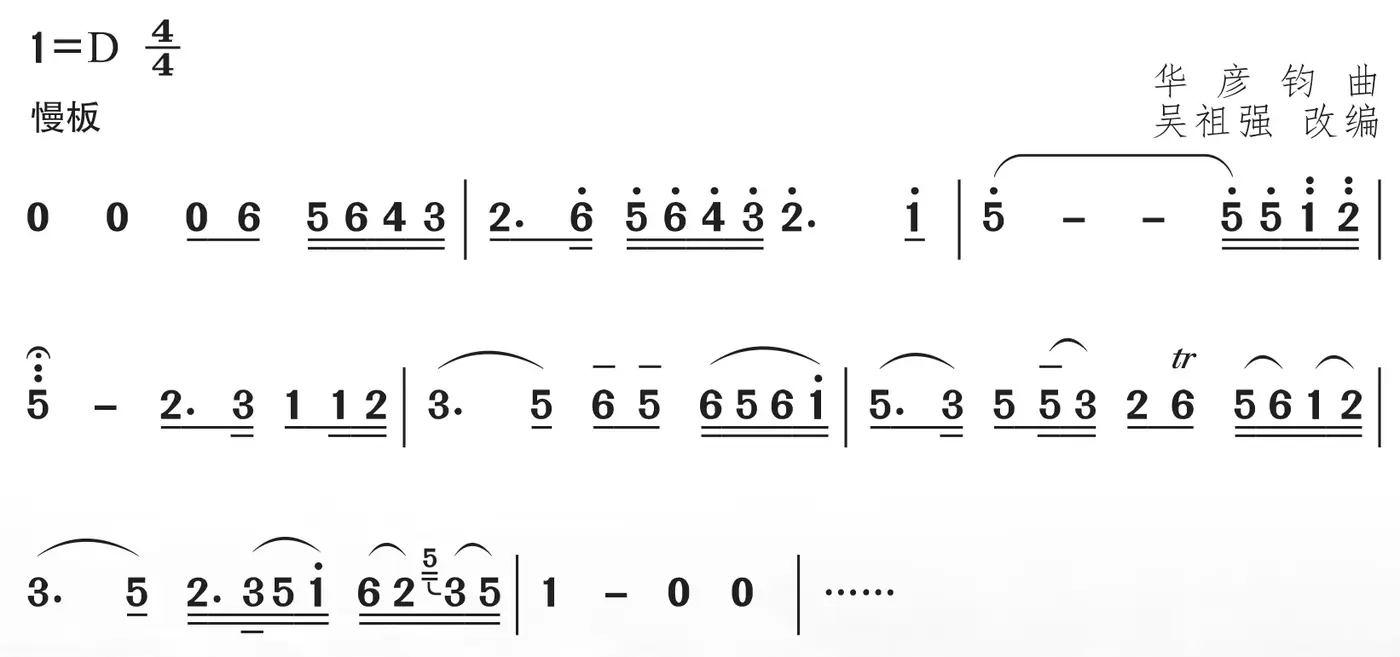 1=D 4/4
华彦钧 曲
慢板
吴祖强 改编
0 0 0 6 5 6 4 3 | 2. 6̇ 5̇ 6̇ 4̇ 3̇ 2̇. 1̇ | 5̇ - - 5̇ 5̇ 1̈ 2̈ |
5 - 2. 3 1 1 2 | 3. 5 6 5 6 5 6 1̇ | 5. 3 5 5 3 2 tr 6 5 6 1 2 |
3. 5 2. 3 5 1̇ 6 2 5 3 5 | 1 - 0 0 | ……